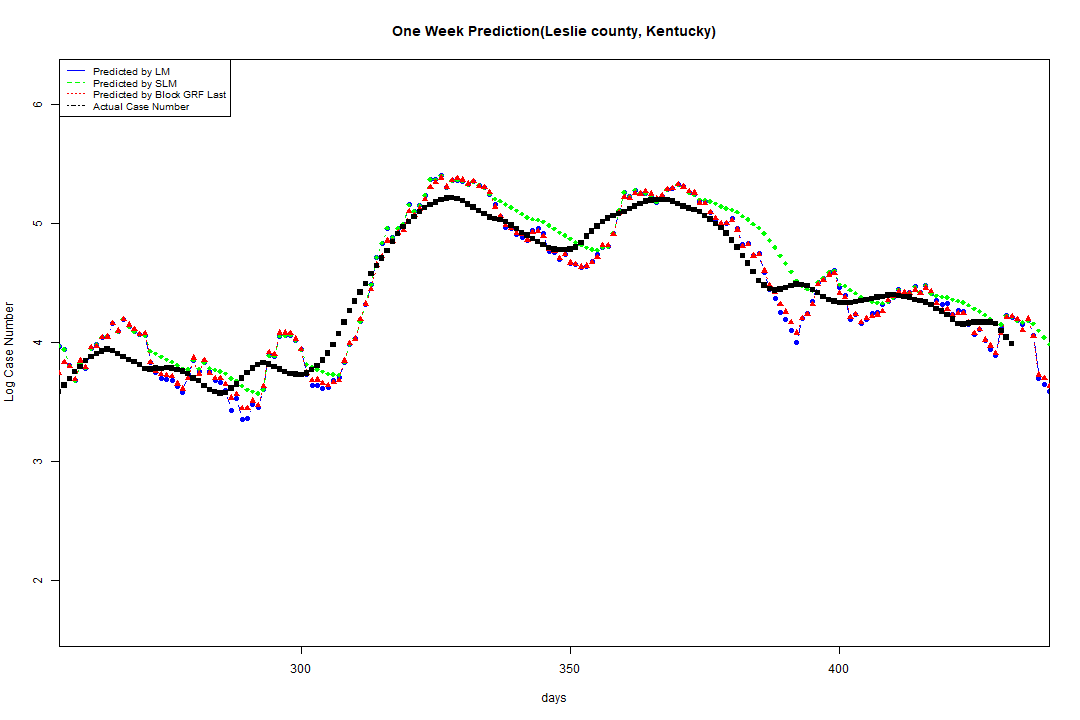 One Week Prediction(Leslie county, Kentucky)
Predicted by LM
Predicted by SLM
Predicted by Block GRF Last
Actual Case Number
6
5
4
3
2
Log Case Number
300 350 400
days